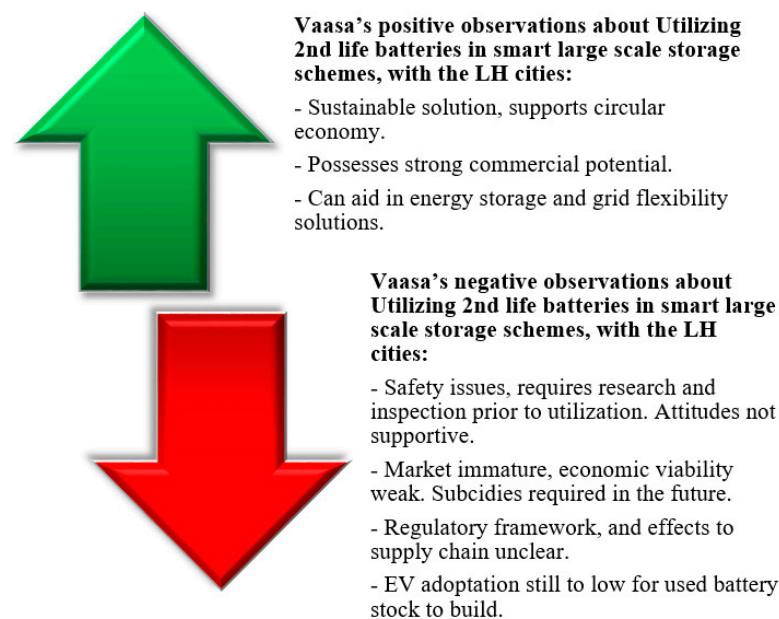 Vaasa's positive observations about Utilizing
2nd life batteries in smart large scale storage
schemes, with the LH cities:
- Sustainable solution, supports circular
economy.
- Possesses strong commercial potential.
- Can aid in energy storage and grid flexibility
solutions.
Vaasa's negative observations about
Utilizing 2nd life batteries in smart large
scale storage schemes, with the LH
cities:
- Safety issues, requires research and
inspection prior to utilization. Attitudes not
supportive.
- Market immature, economic viability
weak. Subcidies required in the future.
- Regulatory framework, and effects to
supply chain unclear.
- EV adoptation still to low for used battery
stock to build.